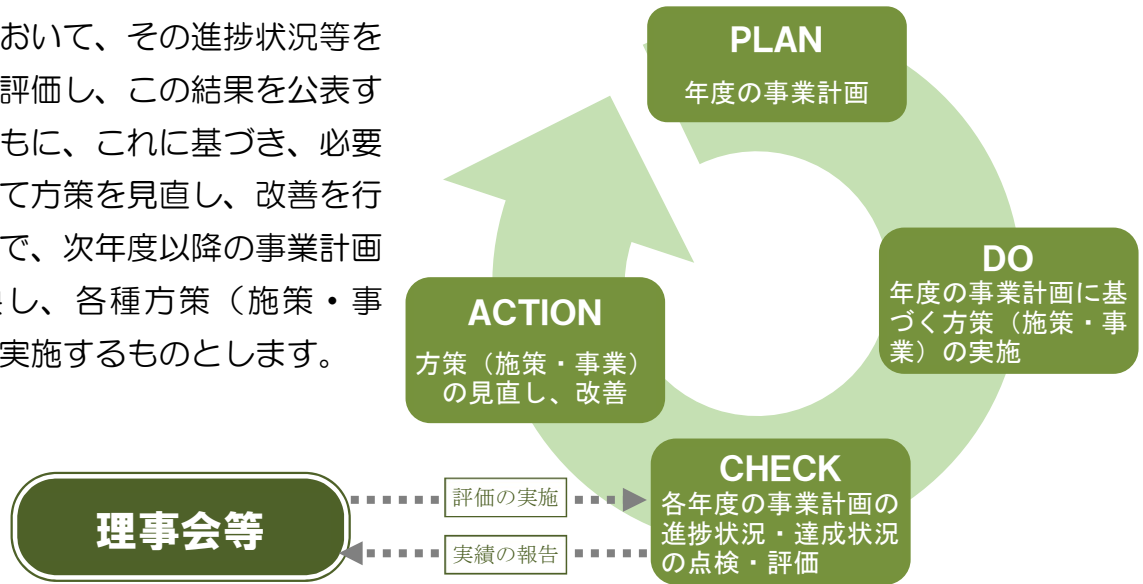 おいて、その進捗状況等を
評価し、この結果を公表す
もに、これに基づき、必要
て方策を見直し、改善を行
で、次年度以降の事業計画
し、各種方策（施策・事
実施するものとします。
PLAN
年度の事業計画
DO
年度の事業計画に基
づく方策（施策・事
業）の実施
ACTION
方策（施策・事業）
の見直し、改善
CHECK
各年度の事業計画の
進捗状況・達成状況
の点検・評価
評価の実施
実績の報告
理事会等